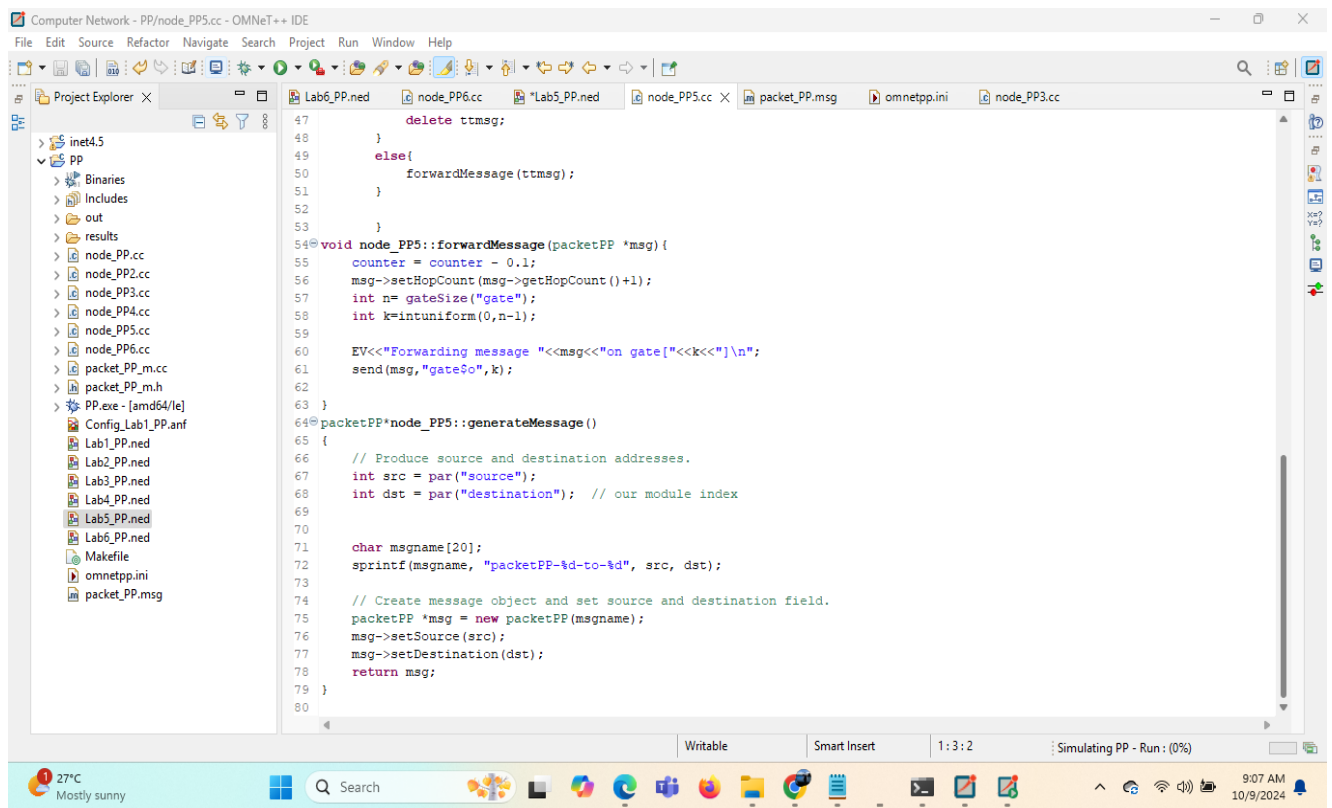 Computer Network - PP/node_PP5.cc - OMNeT++ IDE
File Edit Source Refactor Navigate Search Project Run Window Help
Project Explorer
Lab6_PP.ned node_PP6.cc *Lab5_PP.ned node_PP5.cc packet_PP.msg omnetpp.ini node_PP3.cc
inet4.5
PP
Binaries
Includes
out
results
node_PP.cc
node_PP2.cc
node_PP3.cc
node_PP4.cc
node_PP5.cc
node_PP6.cc
packet_PP_m.cc
packet_PP_m.h
PP.exe - [amd64/le]
Config_Lab1_PP.anf
Lab1_PP.ned
Lab2_PP.ned
Lab3_PP.ned
Lab4_PP.ned
Lab5_PP.ned
Lab6_PP.ned
Makefile
omnetpp.ini
packet_PP.msg
47 delete ttmsg;
48 }
49 else{
50 forwardMessage(ttmsg);
51 }
52
53 }
54 void node_PP5::forwardMessage(packetPP *msg){
55 counter = counter - 0.1;
56 msg->setHopCount(msg->getHopCount()+1);
57 int n= gateSize("gate");
58 int k=intuniform(0,n-1);
59
60 EV<<"Forwarding message "<<msg<<"on gate["<<k<<"]\n";
61 send(msg,"gate$o",k);
62
63 }
64 packetPP*node_PP5::generateMessage()
65 {
66 // Produce source and destination addresses.
67 int src = par("source");
68 int dst = par("destination"); // our module index
69
70
71 char msgname[20];
72 sprintf(msgname, "packetPP-%d-to-%d", src, dst);
73
74 // Create message object and set source and destination field.
75 packetPP *msg = new packetPP(msgname);
76 msg->setSource(src);
77 msg->setDestination(dst);
78 return msg;
79 }
80
Writable Smart Insert 1:3:2 Simulating PP - Run : (0%)
1
27°C
Mostly sunny
Search
9:07 AM
10/9/2024